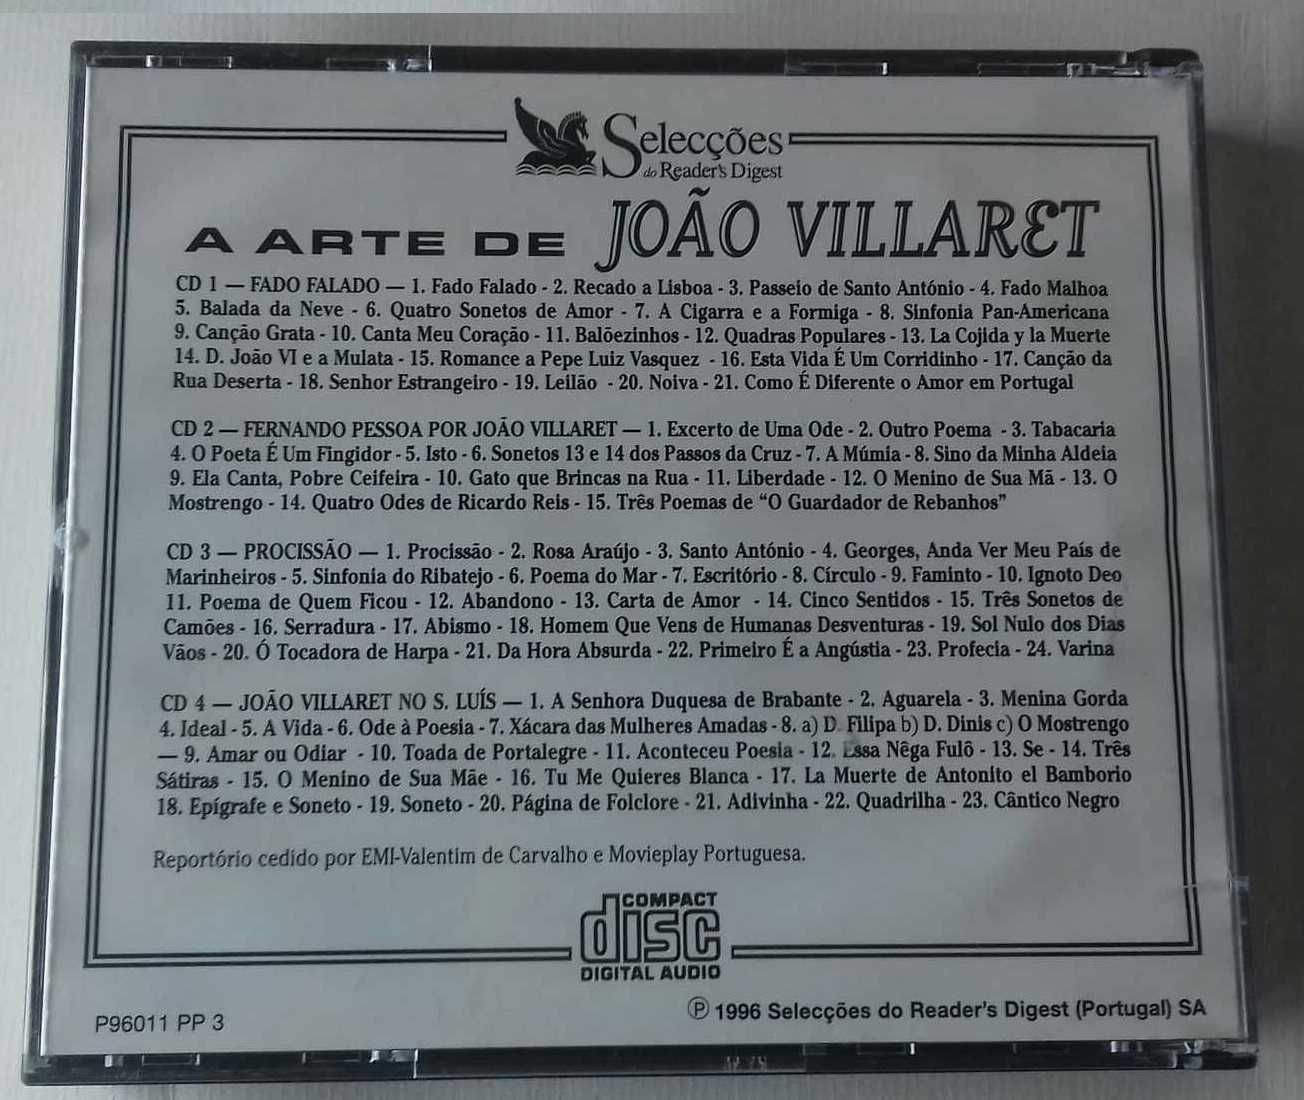 Selecções
do Reader's Digest
A ARTE DE JOÃO VILLARET
CD 1 — FADO FALADO — 1. Fado Falado - 2. Recado a Lisboa - 3. Passeio de Santo António - 4. Fado Malhoa
5. Balada da Neve - 6. Quatro Sonetos de Amor - 7. A Cigarra e a Formiga - 8. Sinfonia Pan-Americana
9. Canção Grata - 10. Canta Meu Coração - 11. Balõezinhos - 12. Quadras Populares - 13. La Cojida y la Muerte
14. D. João VI e a Mulata - 15. Romance a Pepe Luiz Vasquez - 16. Esta Vida É Um Corridinho - 17. Canção da
Rua Deserta - 18. Senhor Estrangeiro - 19. Leilão - 20. Noiva - 21. Como É Diferente o Amor em Portugal
CD 2 — FERNANDO PESSOA POR JOÃO VILLARET — 1. Excerto de Uma Ode - 2. Outro Poema - 3. Tabacaria
4. O Poeta É Um Fingidor - 5. Isto - 6. Sonetos 13 e 14 dos Passos da Cruz - 7. A Múmia - 8. Sino da Minha Aldeia
9. Ela Canta, Pobre Ceifeira - 10. Gato que Brincas na Rua - 11. Liberdade - 12. O Menino de Sua Mã - 13. O
Mostrengo - 14. Quatro Odes de Ricardo Reis - 15. Três Poemas de “O Guardador de Rebanhos”
CD 3 — PROCISSÃO — 1. Procissão - 2. Rosa Araújo - 3. Santo António - 4. Georges, Anda Ver Meu País de
Marinheiros - 5. Sinfonia do Ribatejo - 6. Poema do Mar - 7. Escritório - 8. Círculo - 9. Faminto - 10. Ignoto Deo
11. Poema de Quem Ficou - 12. Abandono - 13. Carta de Amor - 14. Cinco Sentidos - 15. Três Sonetos de
Camões - 16. Serradura - 17. Abismo - 18. Homem Que Vens de Humanas Desventuras - 19. Sol Nulo dos Dias
Vãos - 20. Ó Tocadora de Harpa - 21. Da Hora Absurda - 22. Primeiro É a Angústia - 23. Profecia - 24. Varina
CD 4 — JOÃO VILLARET NO S. LUÍS — 1. A Senhora Duquesa de Brabante - 2. Aguarela - 3. Menina Gorda
4. Ideal - 5. A Vida - 6. Ode à Poesia - 7. Xácara das Mulheres Amadas - 8. a) D. Filipa b) D. Dinis c) O Mostrengo
— 9. Amar ou Odiar - 10. Toada de Portalegre - 11. Aconteceu Poesia - 12. Essa Nêga Fulô - 13. Se - 14. Três
Sátiras - 15. O Menino de Sua Mãe - 16. Tu Me Quieres Blanca - 17. La Muerte de Antonito el Bamborio
18. Epígrafe e Soneto - 19. Soneto - 20. Página de Folclore - 21. Adivinha - 22. Quadrilha - 23. Cântico Negro
Reportório cedido por EMI-Valentim de Carvalho e Movieplay Portuguesa.
COMPACT
disc
DIGITAL AUDIO
P96011 PP 3
℗ 1996 Selecções do Reader's Digest (Portugal) SA